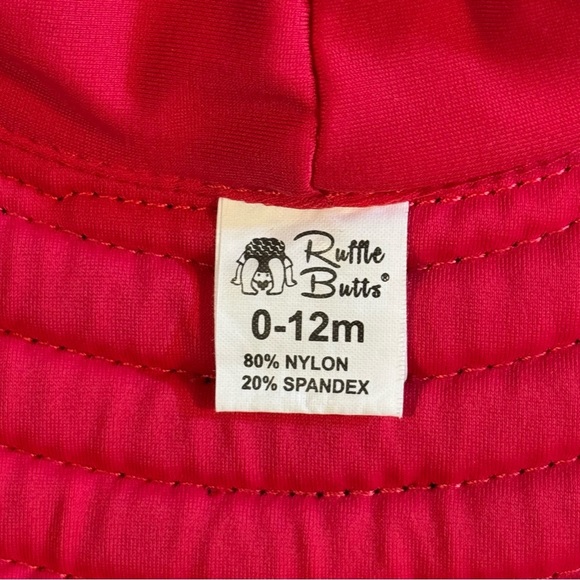 Ruffle
Butts®
0-12m
80% NYLON
20% SPANDEX